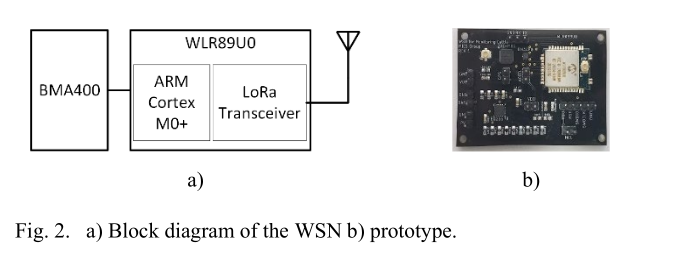 WLR89U0
BMA400
ARM
Cortex
M0+
LoRa
Transceiver
a)
b)
Fig. 2. a) Block diagram of the WSN b) prototype.